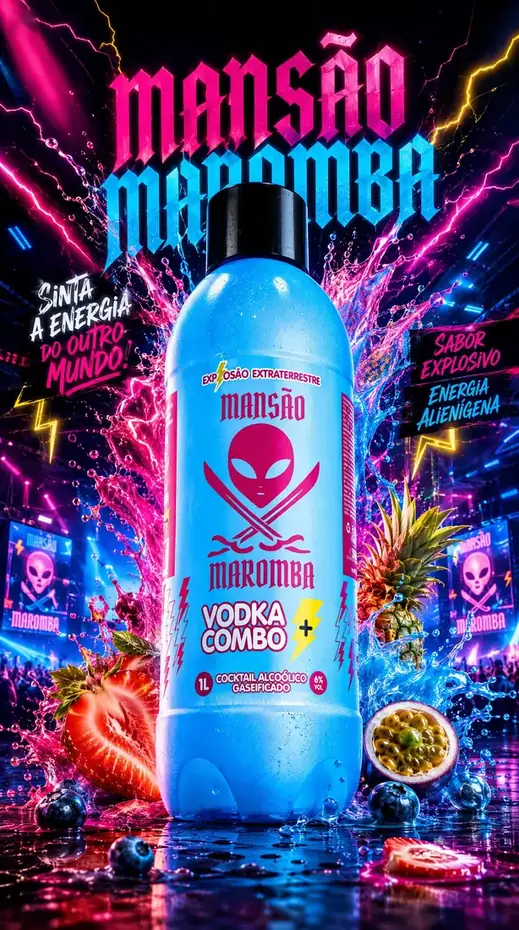 MANSÃO
MAROMBA
SINTA
A ENERGIA
DO OUTRO
MUNDO!
SABOR
EXPLOSIVO
ENERGIA
ALIENÍGENA
EXPLOSÃO EXTRATERRESTRE
MANSÃO
MAROMBA
VODKA
COMBO +
1L COCKTAIL ALCOÓLICO GASEIFICADO 6% VOL
MANSÃO
MAROMBA
MANSÃO
MAROMBA